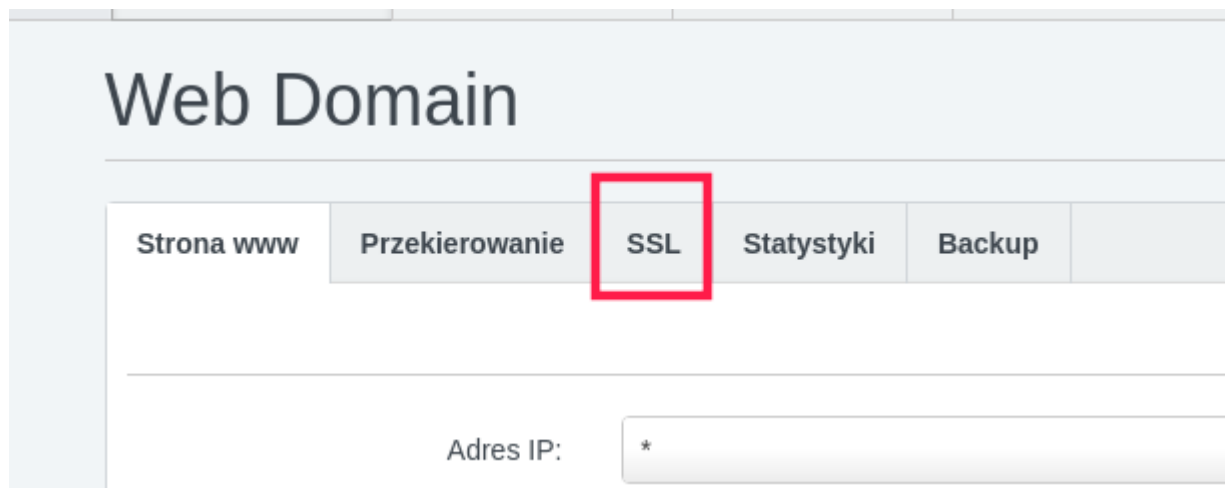 Web Domain
Strona www Przekierowanie SSL Statystyki Backup
Adres IP: *